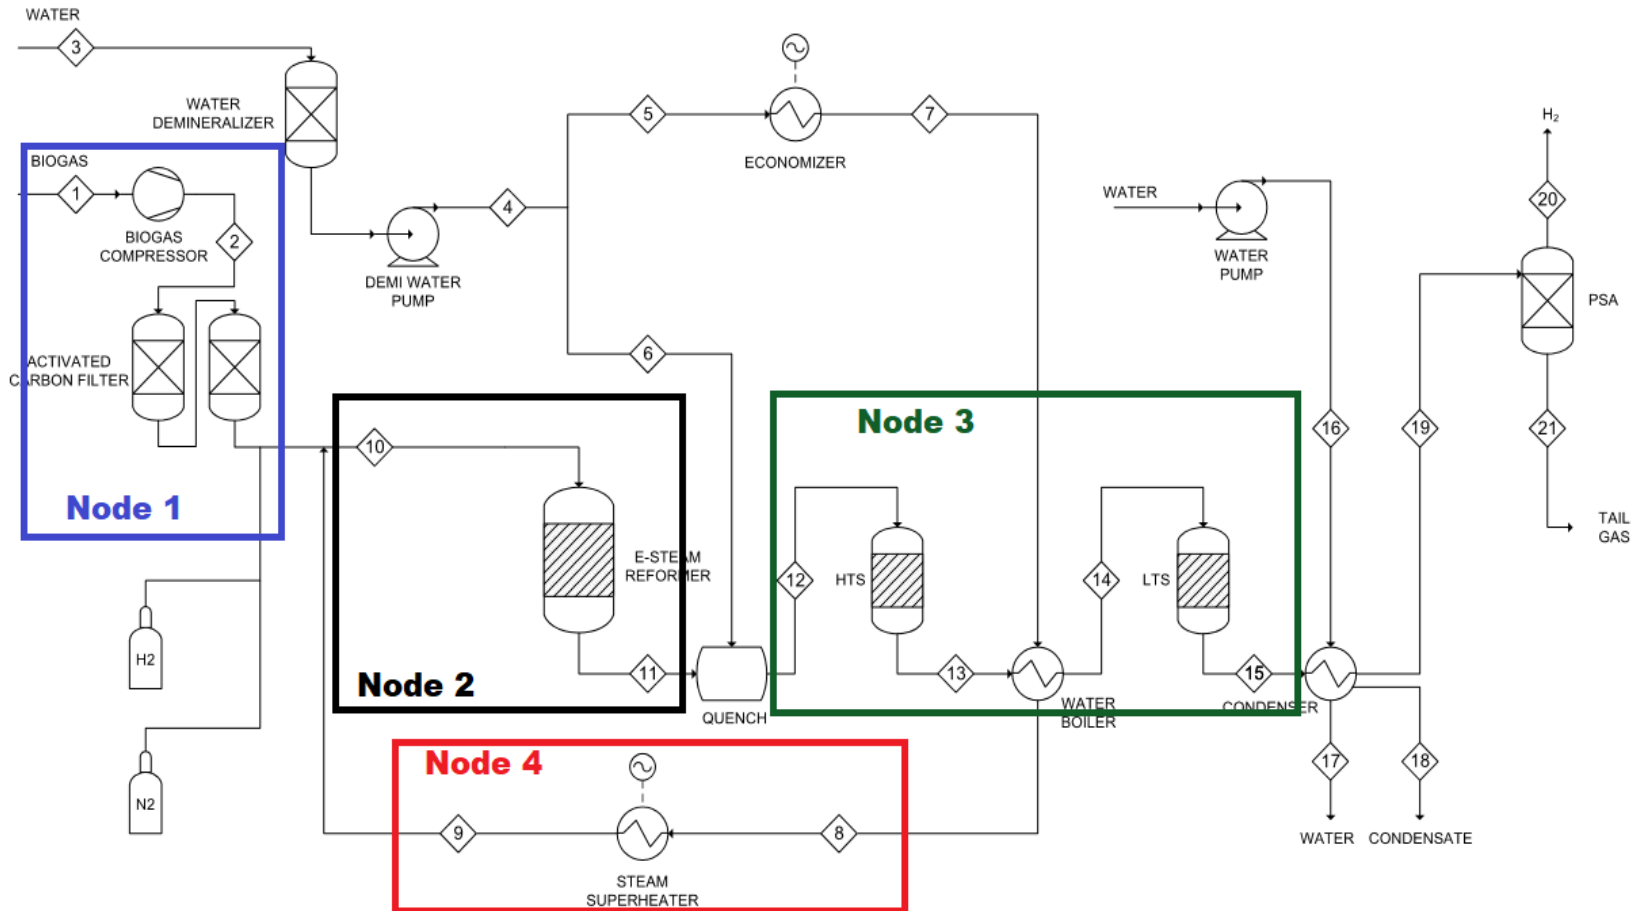 WATER
3
WATER
DEMINERALIZER
BIOGAS
1
BIOGAS
COMPRESSOR
2
ACTIVATED
CARBON FILTER
Node 1
H2
N2
DEMI WATER
PUMP
4
5
6
ECONOMIZER
7
10
E-STEAM
REFORMER
Node 2
11
QUENCH
Node 3
12
HTS
13
WATER
BOILER
14
LTS
15
CONDENSER
Node 4
9
8
STEAM
SUPERHEATER
WATER
WATER
PUMP
16
17
WATER
18
CONDENSATE
19
H2
20
PSA
21
TAIL
GAS